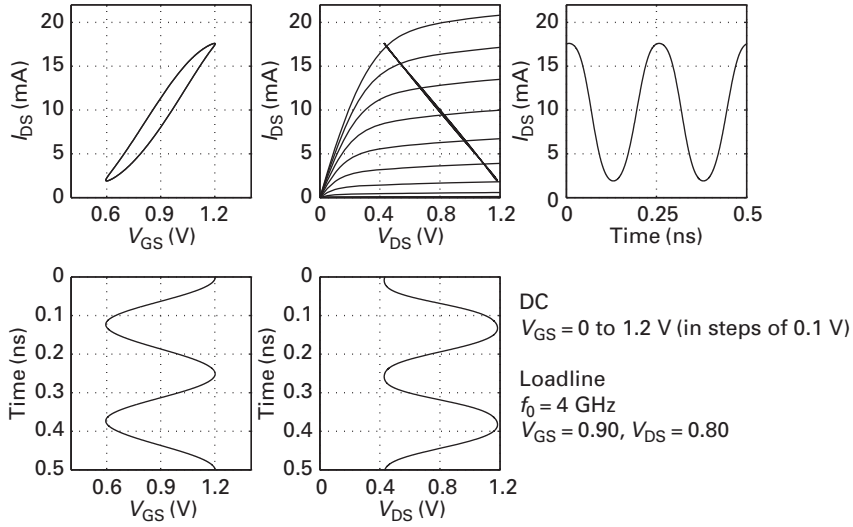 20
15
10
5
0
I_DS (mA)
0.6 0.9 1.2
V_GS (V)
20
15
10
5
0
I_DS (mA)
0 0.4 0.8 1.2
V_DS (V)
20
15
10
5
0
I_DS (mA)
0 0.25 0.5
Time (ns)
0
0.1
0.2
0.3
0.4
0.5
Time (ns)
0.6 0.9 1.2
V_GS (V)
0
0.1
0.2
0.3
0.4
0.5
Time (ns)
0 0.4 0.8 1.2
V_DS (V)
DC
V_GS = 0 to 1.2 V (in steps of 0.1 V)
Loadline
f_0 = 4 GHz
V_GS = 0.90, V_DS = 0.80